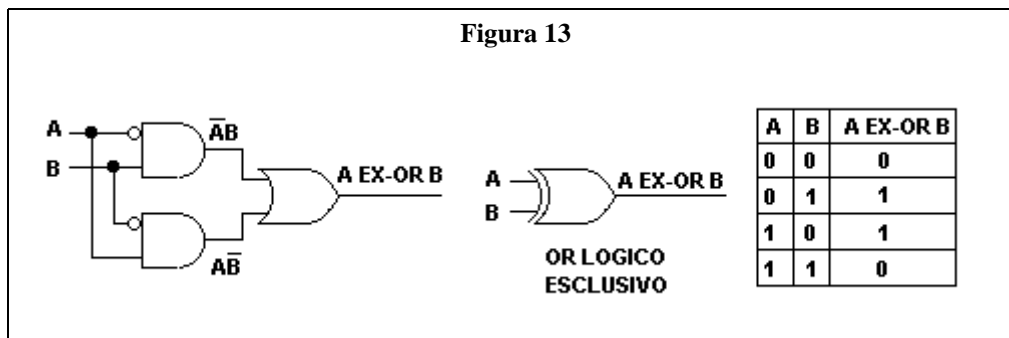 Figura 13
A
B
A̅B
AB̅
A EX-OR B
A
B
A EX-OR B
OR LOGICO
ESCLUSIVO
A B A EX-OR B
0 0 0
0 1 1
1 0 1
1 1 0